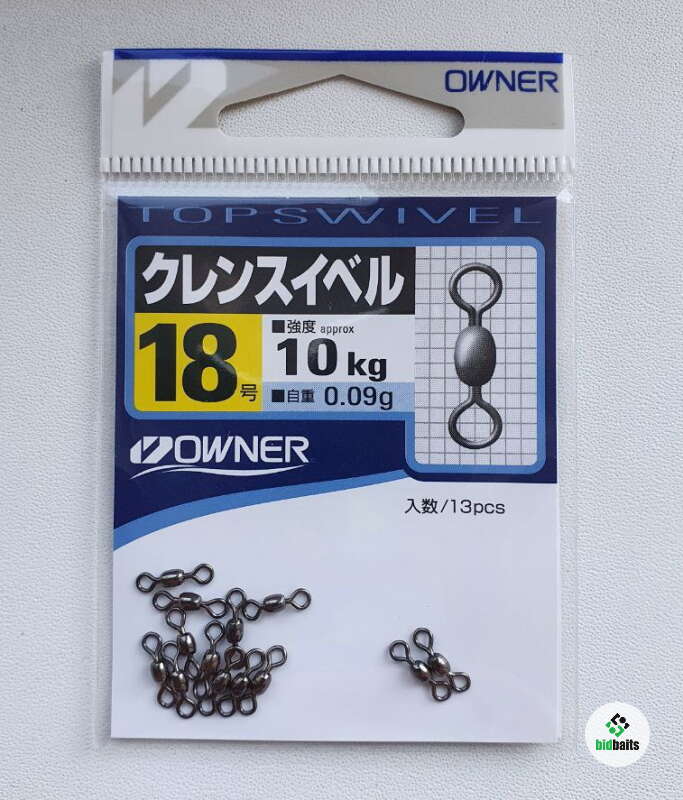 OWNER
TOPSWIVEL
クレンスイベル
18号
■強度 approx
10kg
■自重 0.09g
OWNER
入数/13pcs
bidbaits